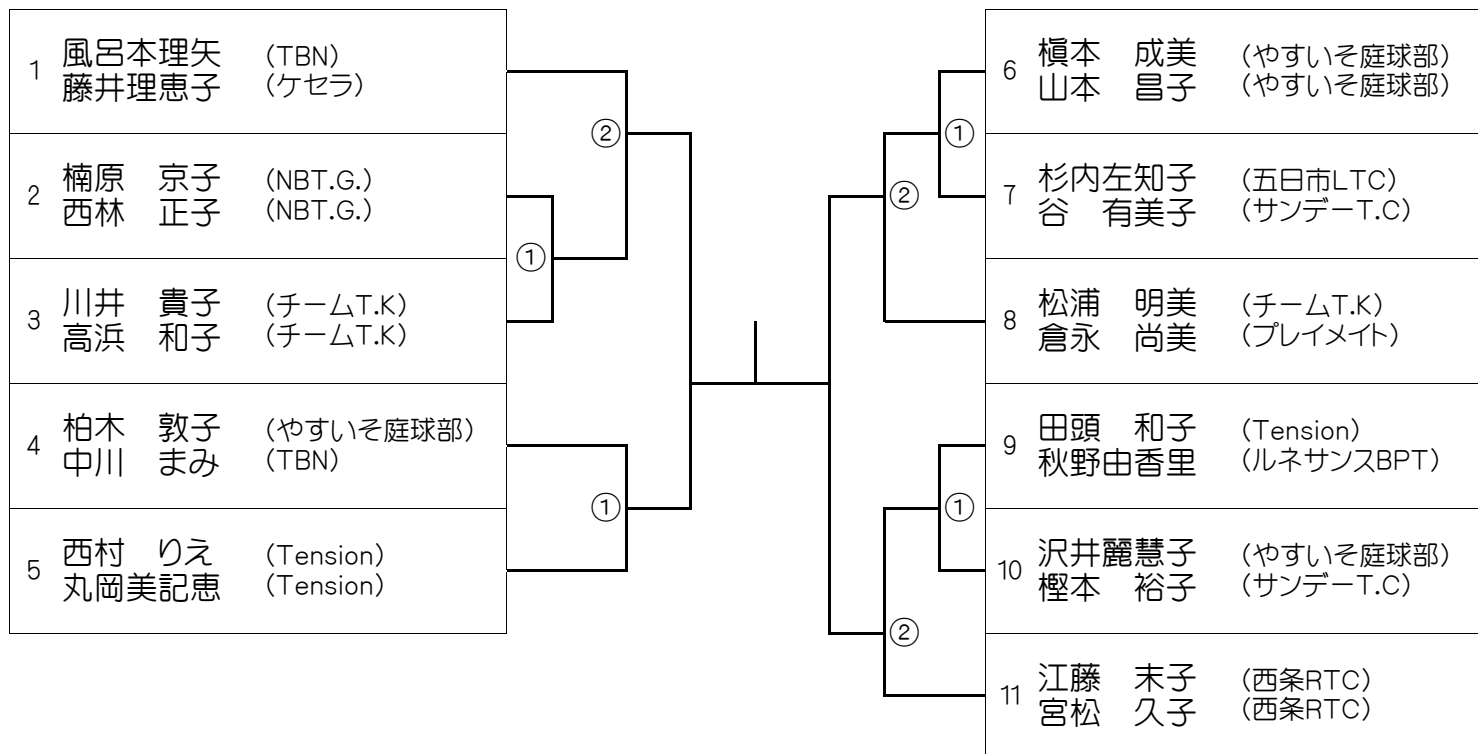 1 風呂本理矢 (TBN)
藤井理恵子 (ケセラ)
2 楠原 京子 (NBT.G.)
西林 正子 (NBT.G.)
3 川井 貴子 (チームT.K)
高浜 和子 (チームT.K)
4 柏木 敦子 (やすいそ庭球部)
中川 まみ (TBN)
5 西村 りえ (Tension)
丸岡美記恵 (Tension)
②
①
①
①
②
①
②
6 槇本 成美 (やすいそ庭球部)
山本 昌子 (やすいそ庭球部)
7 杉内左知子 (五日市LTC)
谷 有美子 (サンデーT.C)
8 松浦 明美 (チームT.K)
倉永 尚美 (プレイメイト)
9 田頭 和子 (Tension)
秋野由香里 (ルネサンスBPT)
10 沢井麗慧子 (やすいそ庭球部)
樫本 裕子 (サンデーT.C)
11 江藤 末子 (西条RTC)
宮松 久子 (西条RTC)